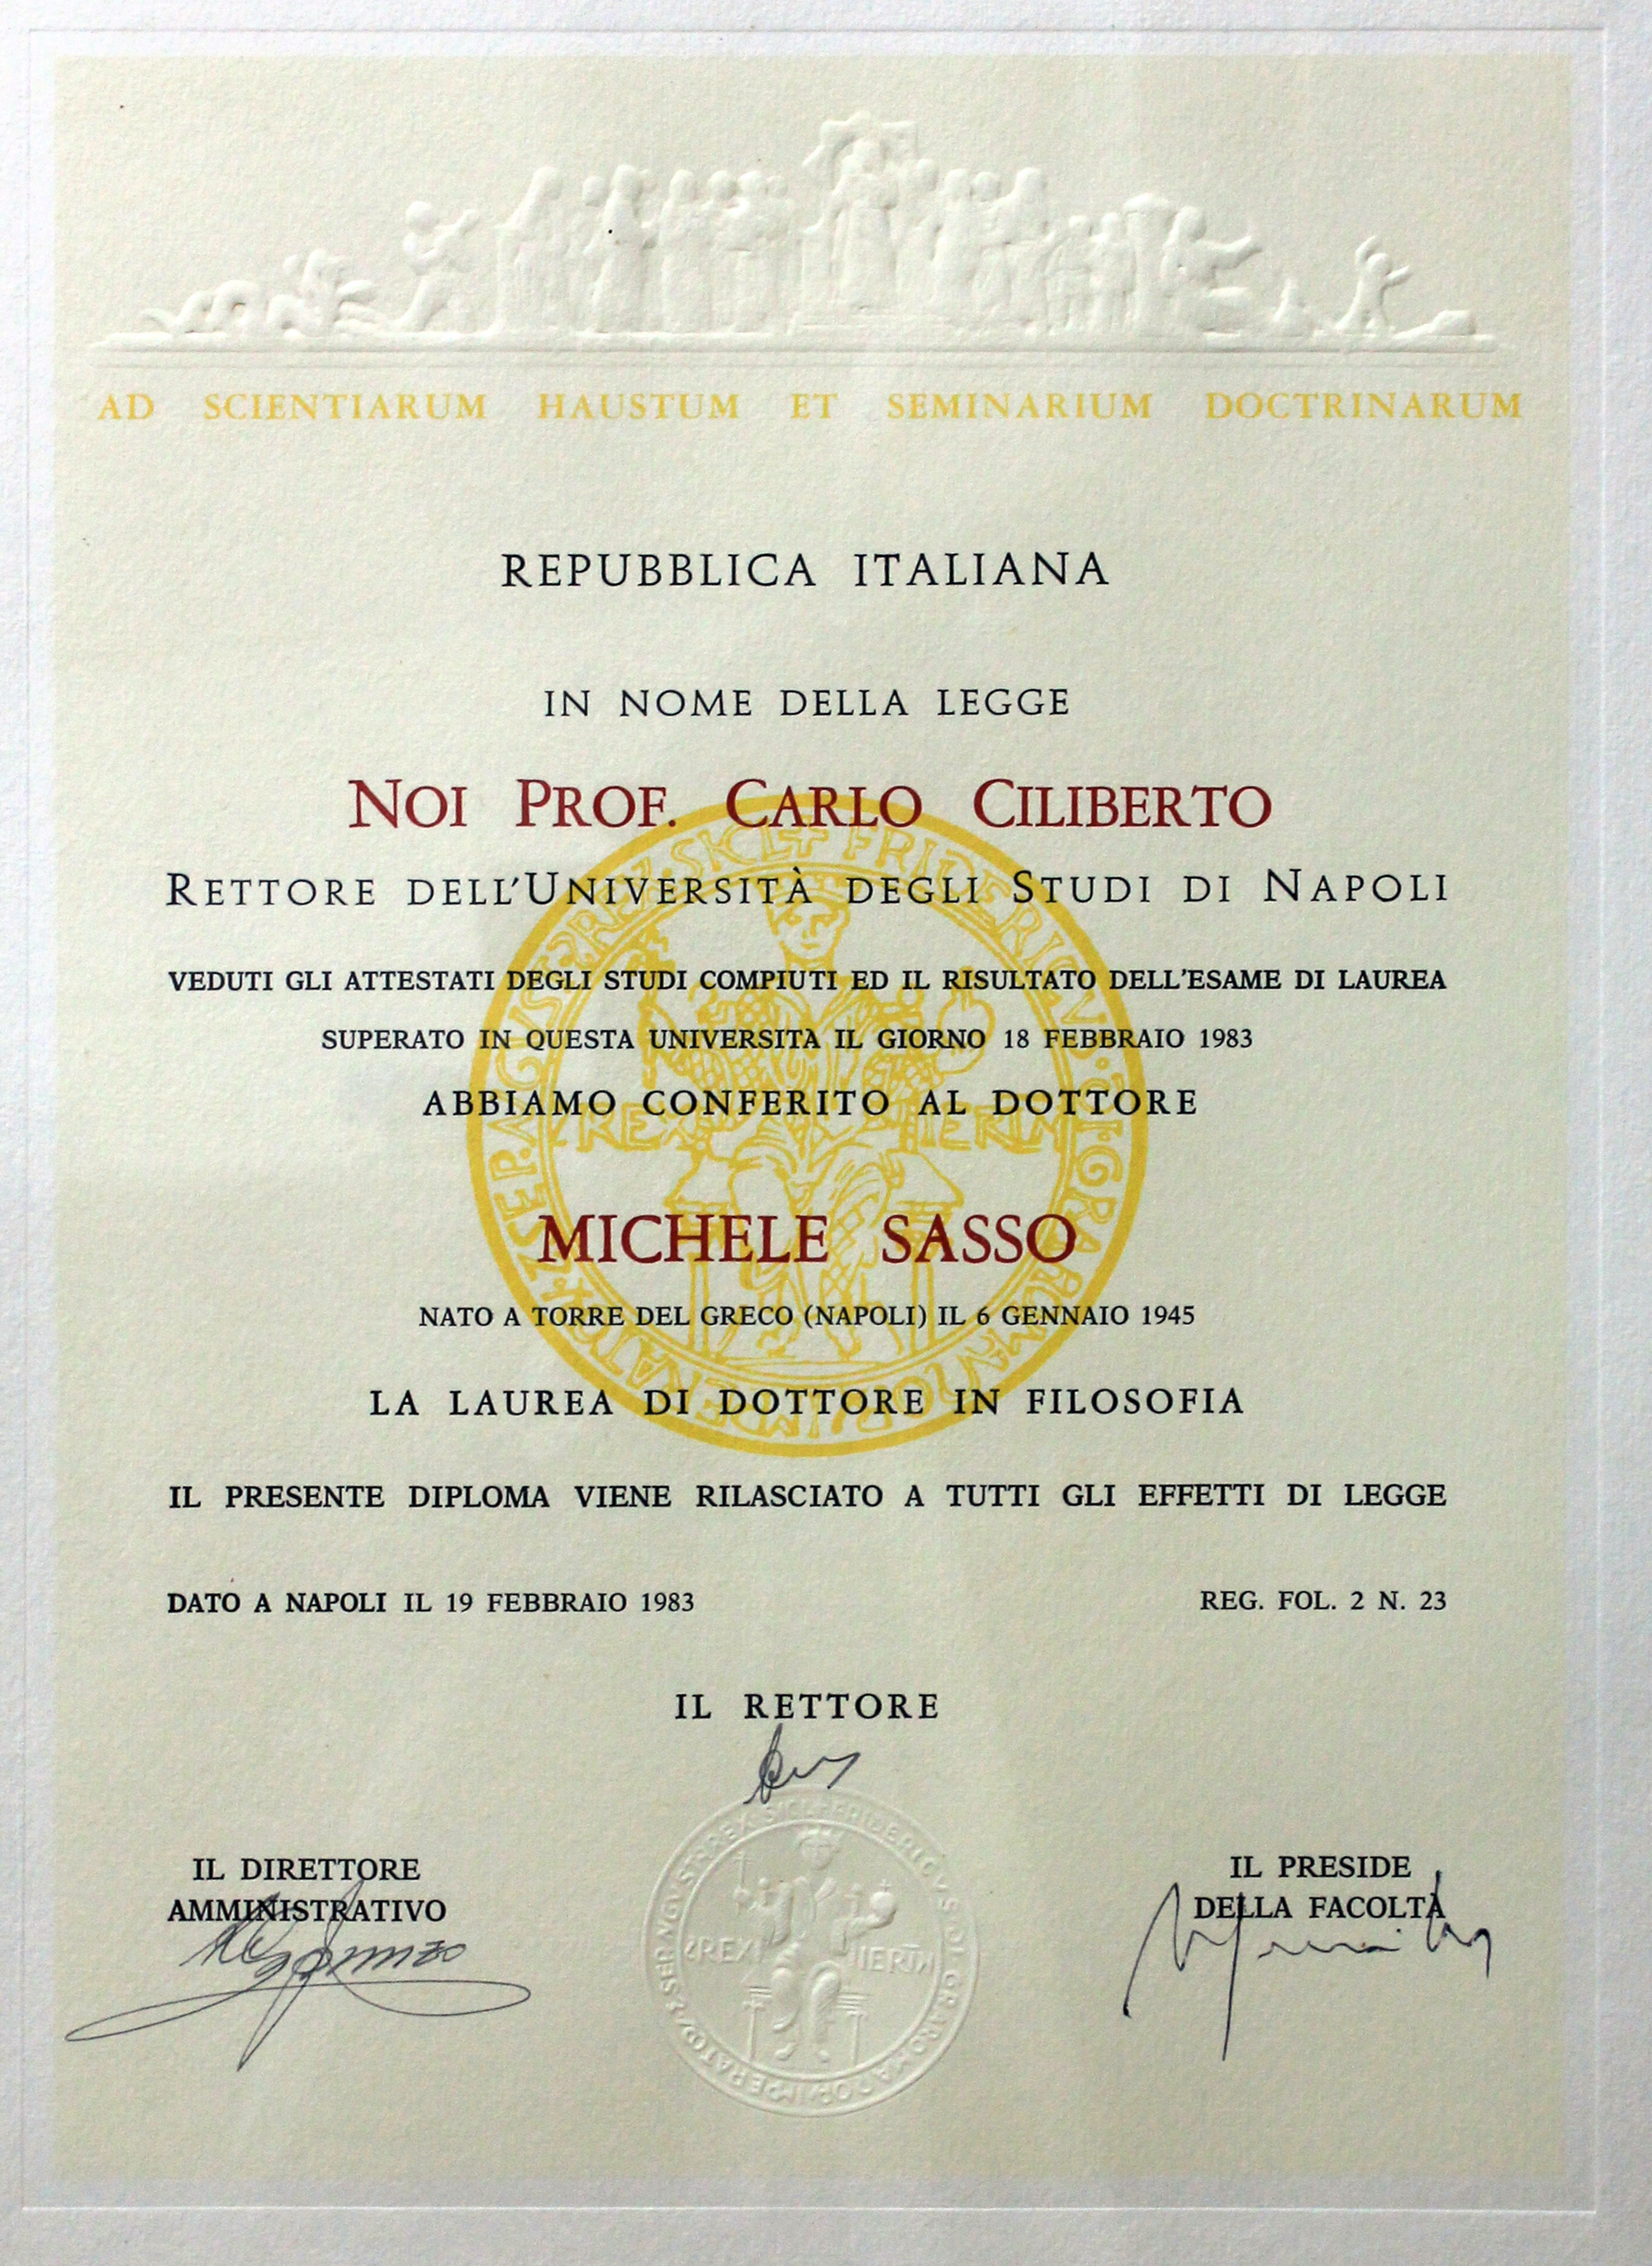 AD SCIENTIARUM HAUSTUM ET SEMINARIUM DOCTRINARUM
REPUBBLICA ITALIANA
IN NOME DELLA LEGGE
NOI PROF. CARLO CILIBERTO
RETTORE DELL'UNIVERSITÀ DEGLI STUDI DI NAPOLI
VEDUTI GLI ATTESTATI DEGLI STUDI COMPIUTI ED IL RISULTATO DELL'ESAME DI LAUREA
SUPERATO IN QUESTA UNIVERSITÀ IL GIORNO 18 FEBBRAIO 1983
ABBIAMO CONFERITO AL DOTTORE
REX IERLM
MICHELE SASSO
NATO A TORRE DEL GRECO (NAPOLI) IL 6 GENNAIO 1945
LA LAUREA DI DOTTORE IN FILOSOFIA
IL PRESENTE DIPLOMA VIENE RILASCIATO A TUTTI GLI EFFETTI DI LEGGE
DATO A NAPOLI IL 19 FEBBRAIO 1983 REG. FOL. 2 N. 23
IL RETTORE
IL DIRETTORE
AMMINISTRATIVO
IL PRESIDE
DELLA FACOLTÀ